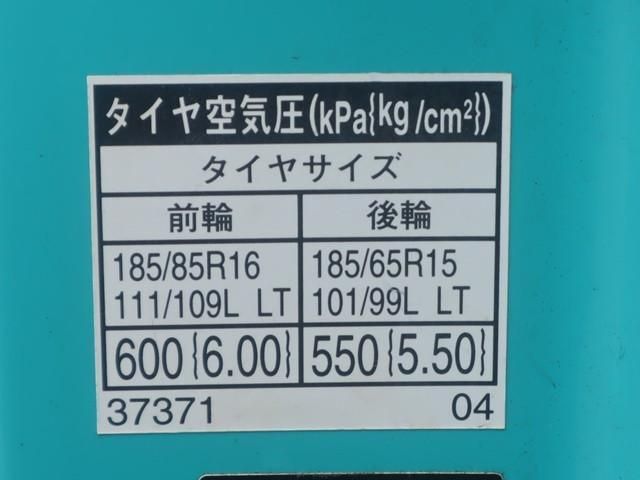 タイヤ空気圧(kPa{kg/cm²})
タイヤサイズ
前輪 後輪
185/85R16 185/65R15
111/109L LT 101/99L LT
600{6.00} 550{5.50}
37371 04